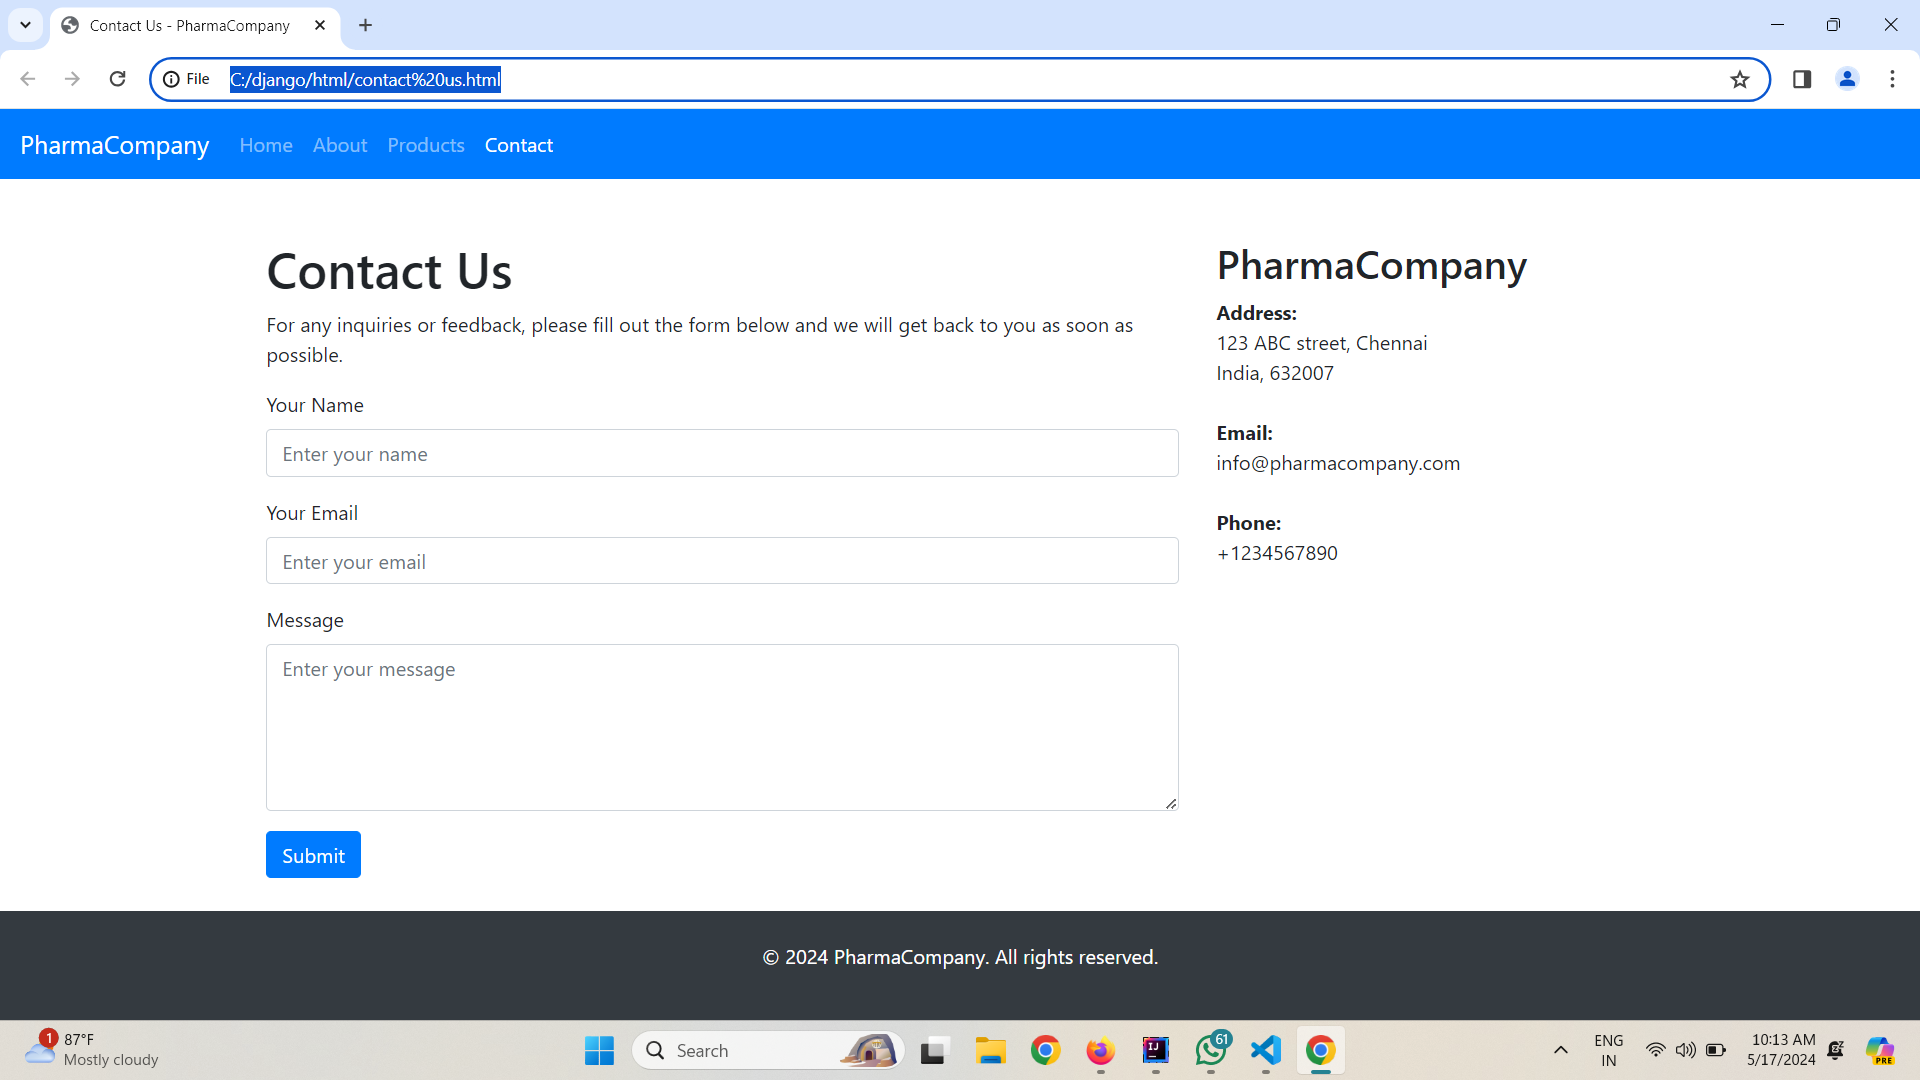 Contact Us - PharmaCompany
File
C:/django/html/contact%20us.html
PharmaCompany Home About Products Contact
Contact Us
For any inquiries or feedback, please fill out the form below and we will get back to you as soon as
possible.
Your Name
Enter your name
Your Email
Enter your email
Message
Enter your message
Submit
PharmaCompany
Address:
123 ABC street, Chennai
India, 632007
Email:
info@pharmacompany.com
Phone:
+1234567890
© 2024 PharmaCompany. All rights reserved.
1
87°F
Mostly cloudy
Search
IJ
61
ENG
IN
10:13 AM
5/17/2024
PRE